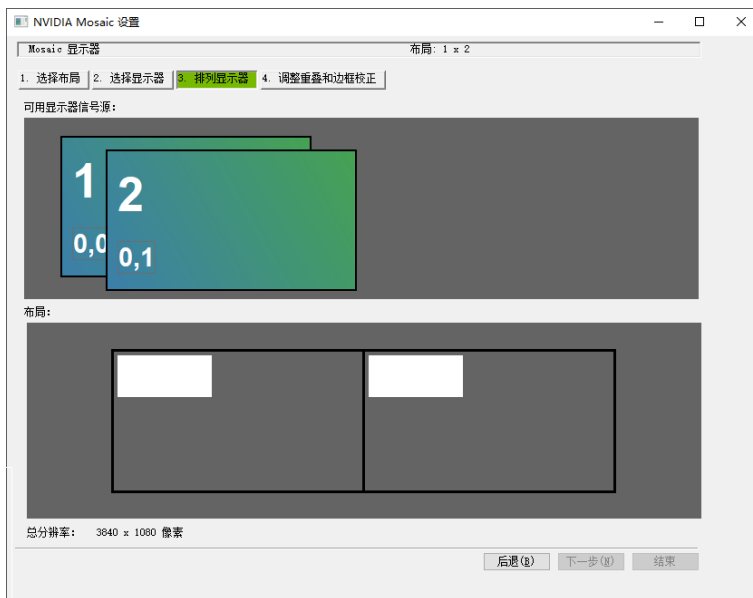 NVIDIA Mosaic 设置
Mosaic 显示器 布局: 1 x 2
1. 选择布局 2. 选择显示器 3. 排列显示器 4. 调整重叠和边框校正
可用显示器信号源:
1 2
0,0 0,1
布局:
总分辨率: 3840 x 1080 像素
后退(B) 下一步(N) 结束